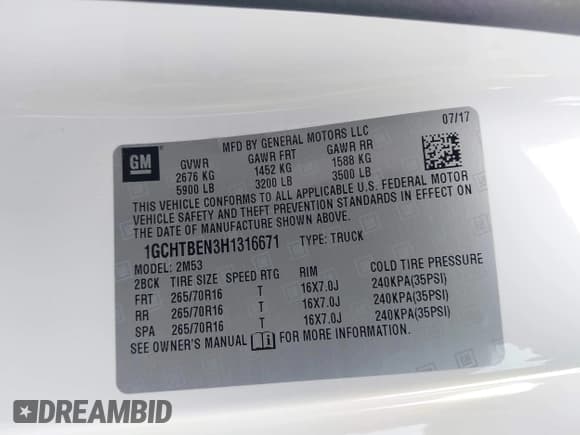 07/17
GM
MFD BY GENERAL MOTORS LLC
GVWR GAWR FRT GAWR RR
2676 KG 1452 KG 1588 KG
5900 LB 3200 LB 3500 LB
THIS VEHICLE CONFORMS TO ALL APPLICABLE U.S. FEDERAL MOTOR
VEHICLE SAFETY AND THEFT PREVENTION STANDARDS IN EFFECT ON
THE DATE OF MANUFACTURE SHOWN ABOVE.
1GCHTBEN3H1316671 TYPE: TRUCK
MODEL: 2M53
2BCK TIRE SIZE SPEED RTG RIM COLD TIRE PRESSURE
FRT 265/70R16 T 16X7.0J 240KPA(35PSI)
RR 265/70R16 T 16X7.0J 240KPA(35PSI)
SPA 265/70R16 T 16X7.0J 240KPA(35PSI)
SEE OWNER'S MANUAL FOR MORE INFORMATION.
DREAMBID